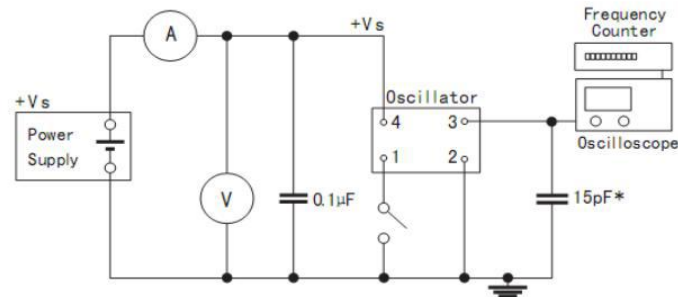 Frequency
Counter
+Vs
A
Oscillator
+Vs
4 3
Power
Supply
1 2
Oscilloscope
V
0.1μF
15pF*